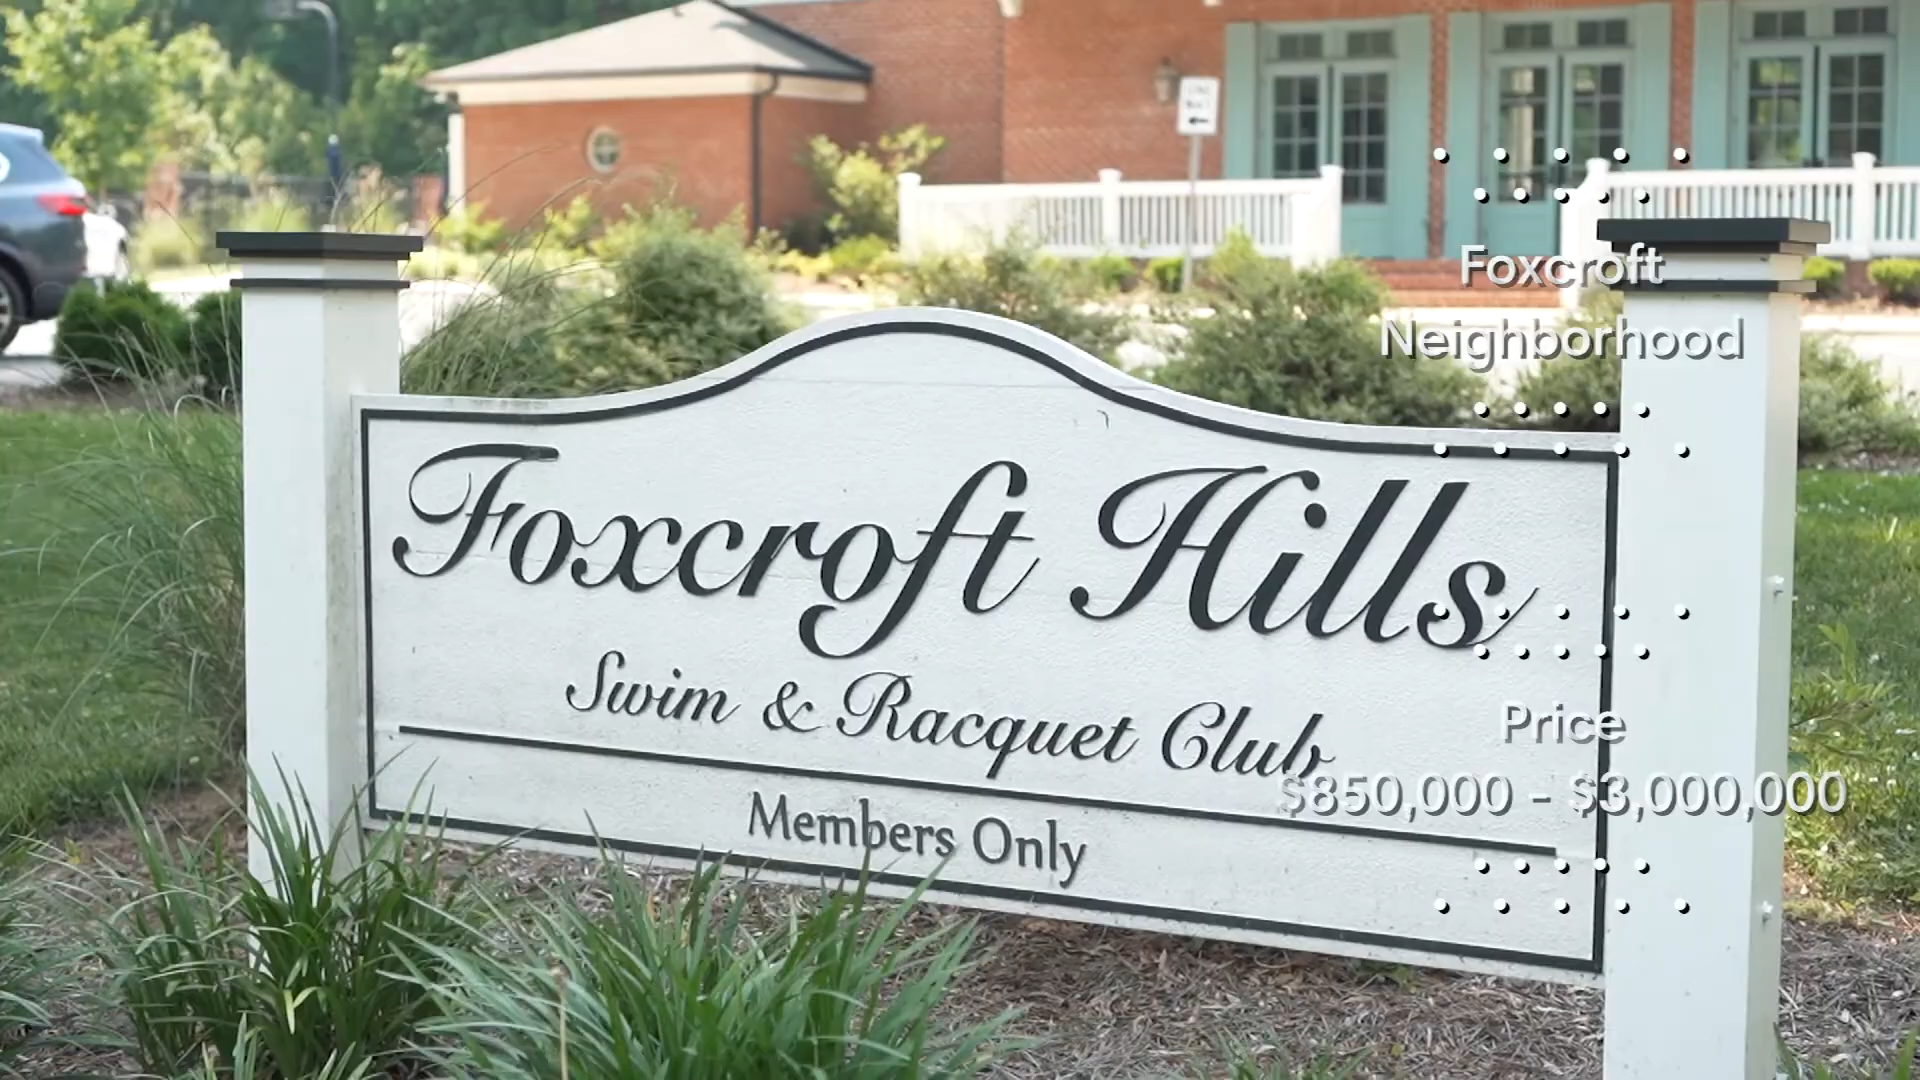 Foxcroft
Neighborhood
Foxcroft Hills
Swim & Racquet Club
Members Only
Price
$850,000 - $3,000,000